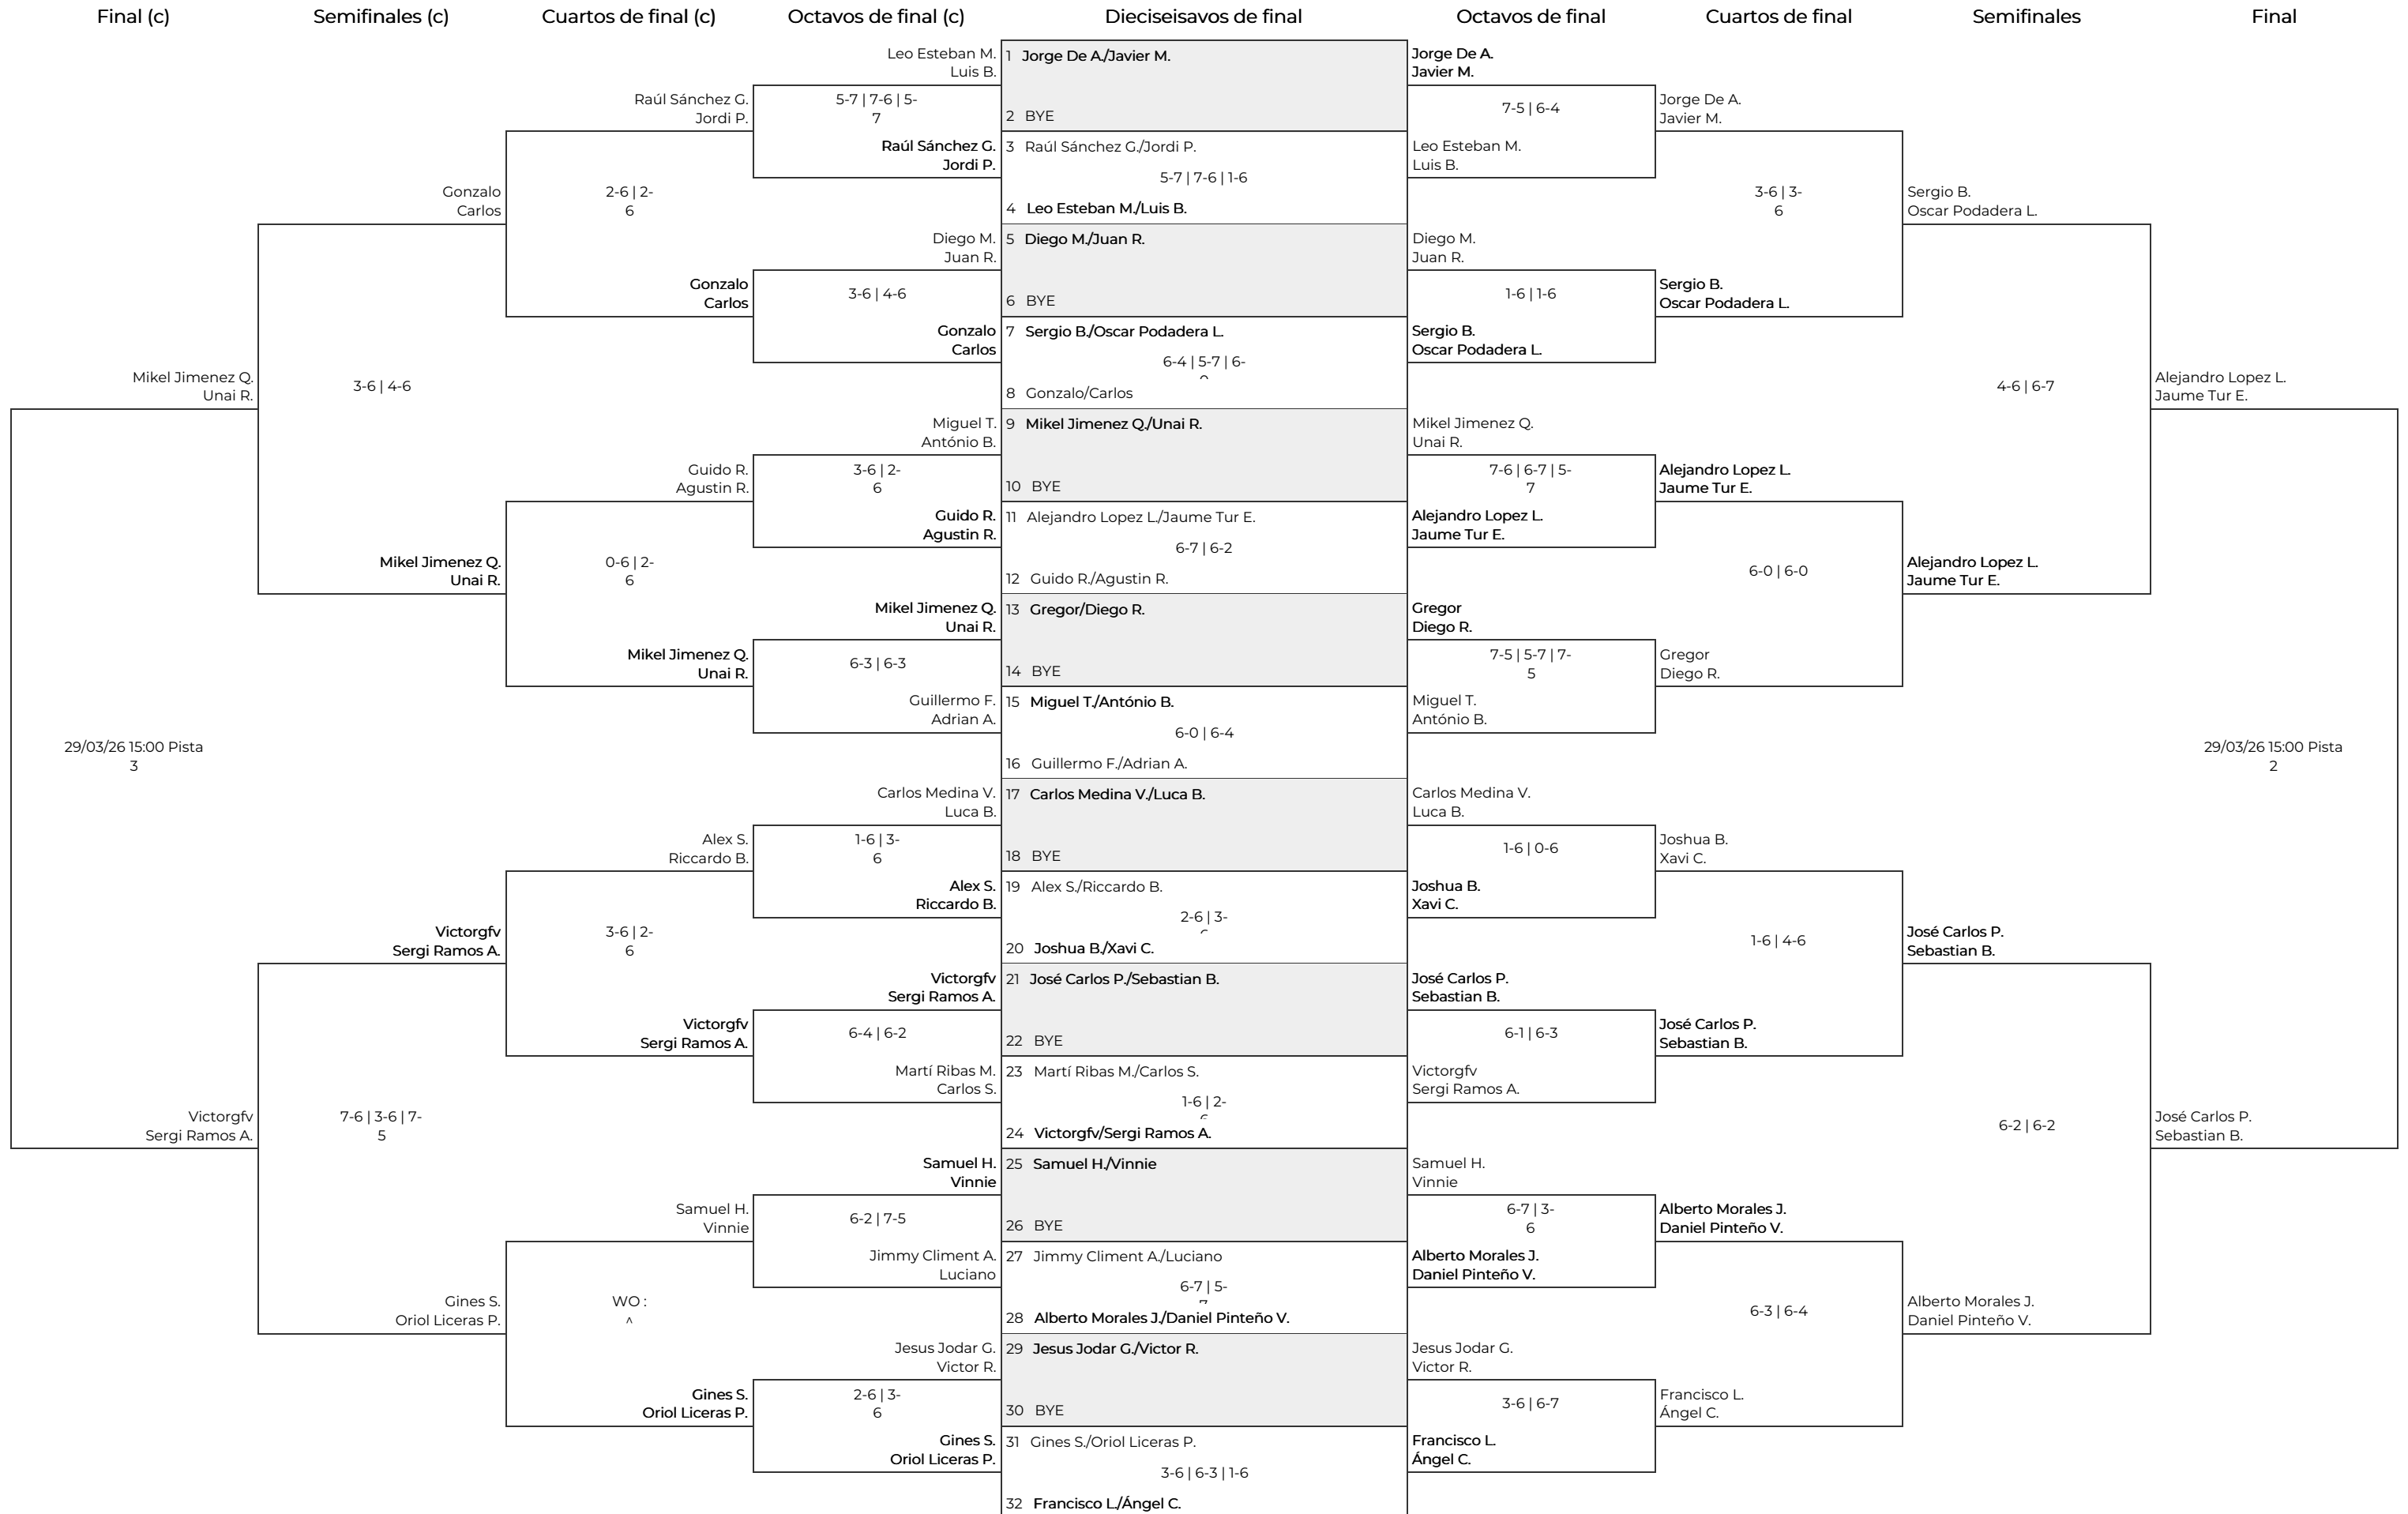 Final (c)
Semifinales (c)
Cuartos de final (c)
Octavos de final (c)
Dieciseisavos de final
Octavos de final
Cuartos de final
Semifinales
Final
Mikel Jimenez Q.
Unai R.
29/03/26 15:00 Pista
3
Victorgfv
Sergi Ramos A.
Gonzalo
Carlos
3-6 | 4-6
Mikel Jimenez Q.
Unai R.
Victorgfv
Sergi Ramos A.
7-6 | 3-6 | 7-
5
Gines S.
Oriol Liceras P.
Raúl Sánchez G.
Jordi P.
2-6 | 2-
6
Gonzalo
Carlos
Guido R.
Agustin R.
0-6 | 2-
6
Mikel Jimenez Q.
Unai R.
Alex S.
Riccardo B.
3-6 | 2-
6
Victorgfv
Sergi Ramos A.
Samuel H.
Vinnie
WO :
^
Gines S.
Oriol Liceras P.
Leo Esteban M.
Luis B.
5-7 | 7-6 | 5-
7
Raúl Sánchez G.
Jordi P.
Diego M.
Juan R.
3-6 | 4-6
Gonzalo
Carlos
Miguel T.
António B.
3-6 | 2-
6
Guido R.
Agustin R.
Mikel Jimenez Q.
Unai R.
6-3 | 6-3
Guillermo F.
Adrian A.
Carlos Medina V.
Luca B.
1-6 | 3-
6
Alex S.
Riccardo B.
Victorgfv
Sergi Ramos A.
6-4 | 6-2
Martí Ribas M.
Carlos S.
Samuel H.
Vinnie
6-2 | 7-5
Jimmy Climent A.
Luciano
Jesus Jodar G.
Victor R.
2-6 | 3-
6
Gines S.
Oriol Liceras P.
1 Jorge De A./Javier M.
2 BYE
3 Raúl Sánchez G./Jordi P.
5-7 | 7-6 | 1-6
4 Leo Esteban M./Luis B.
5 Diego M./Juan R.
6 BYE
7 Sergio B./Oscar Podadera L.
6-4 | 5-7 | 6-
8 Gonzalo/Carlos
9 Mikel Jimenez Q./Unai R.
10 BYE
11 Alejandro Lopez L./Jaume Tur E.
6-7 | 6-2
12 Guido R./Agustin R.
13 Gregor/Diego R.
14 BYE
15 Miguel T./António B.
6-0 | 6-4
16 Guillermo F./Adrian A.
17 Carlos Medina V./Luca B.
18 BYE
19 Alex S./Riccardo B.
2-6 | 3-
20 Joshua B./Xavi C.
21 José Carlos P./Sebastian B.
22 BYE
23 Martí Ribas M./Carlos S.
1-6 | 2-
24 Victorgfv/Sergi Ramos A.
25 Samuel H./Vinnie
26 BYE
27 Jimmy Climent A./Luciano
6-7 | 5-
28 Alberto Morales J./Daniel Pinteño V.
29 Jesus Jodar G./Victor R.
30 BYE
31 Gines S./Oriol Liceras P.
3-6 | 6-3 | 1-6
32 Francisco L./Ángel C.
Jorge De A.
Javier M.
7-5 | 6-4
Leo Esteban M.
Luis B.
Diego M.
Juan R.
1-6 | 1-6
Sergio B.
Oscar Podadera L.
Mikel Jimenez Q.
Unai R.
7-6 | 6-7 | 5-
7
Alejandro Lopez L.
Jaume Tur E.
Gregor
Diego R.
7-5 | 5-7 | 7-
5
Miguel T.
António B.
Carlos Medina V.
Luca B.
1-6 | 0-6
Joshua B.
Xavi C.
José Carlos P.
Sebastian B.
6-1 | 6-3
Victorgfv
Sergi Ramos A.
Samuel H.
Vinnie
6-7 | 3-
6
Alberto Morales J.
Daniel Pinteño V.
Jesus Jodar G.
Victor R.
3-6 | 6-7
Francisco L.
Ángel C.
Jorge De A.
Javier M.
3-6 | 3-
6
Sergio B.
Oscar Podadera L.
Alejandro Lopez L.
Jaume Tur E.
6-0 | 6-0
Gregor
Diego R.
Joshua B.
Xavi C.
1-6 | 4-6
José Carlos P.
Sebastian B.
Alberto Morales J.
Daniel Pinteño V.
6-3 | 6-4
Francisco L.
Ángel C.
Sergio B.
Oscar Podadera L.
4-6 | 6-7
Alejandro Lopez L.
Jaume Tur E.
José Carlos P.
Sebastian B.
6-2 | 6-2
Alberto Morales J.
Daniel Pinteño V.
Alejandro Lopez L.
Jaume Tur E.
29/03/26 15:00 Pista
2
José Carlos P.
Sebastian B.